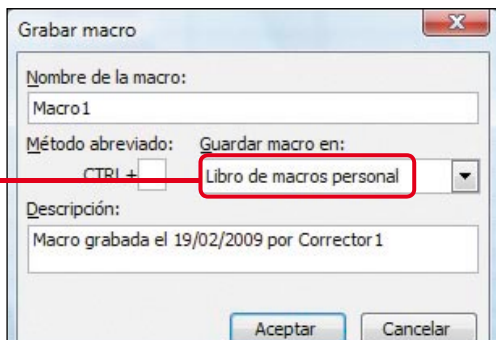 Grabar macro
Nombre de la macro:
Macro1
Método abreviado: Guardar macro en:
CTRL+ Libro de macros personal
Descripción:
Macro grabada el 19/02/2009 por Corrector1
Aceptar Cancelar